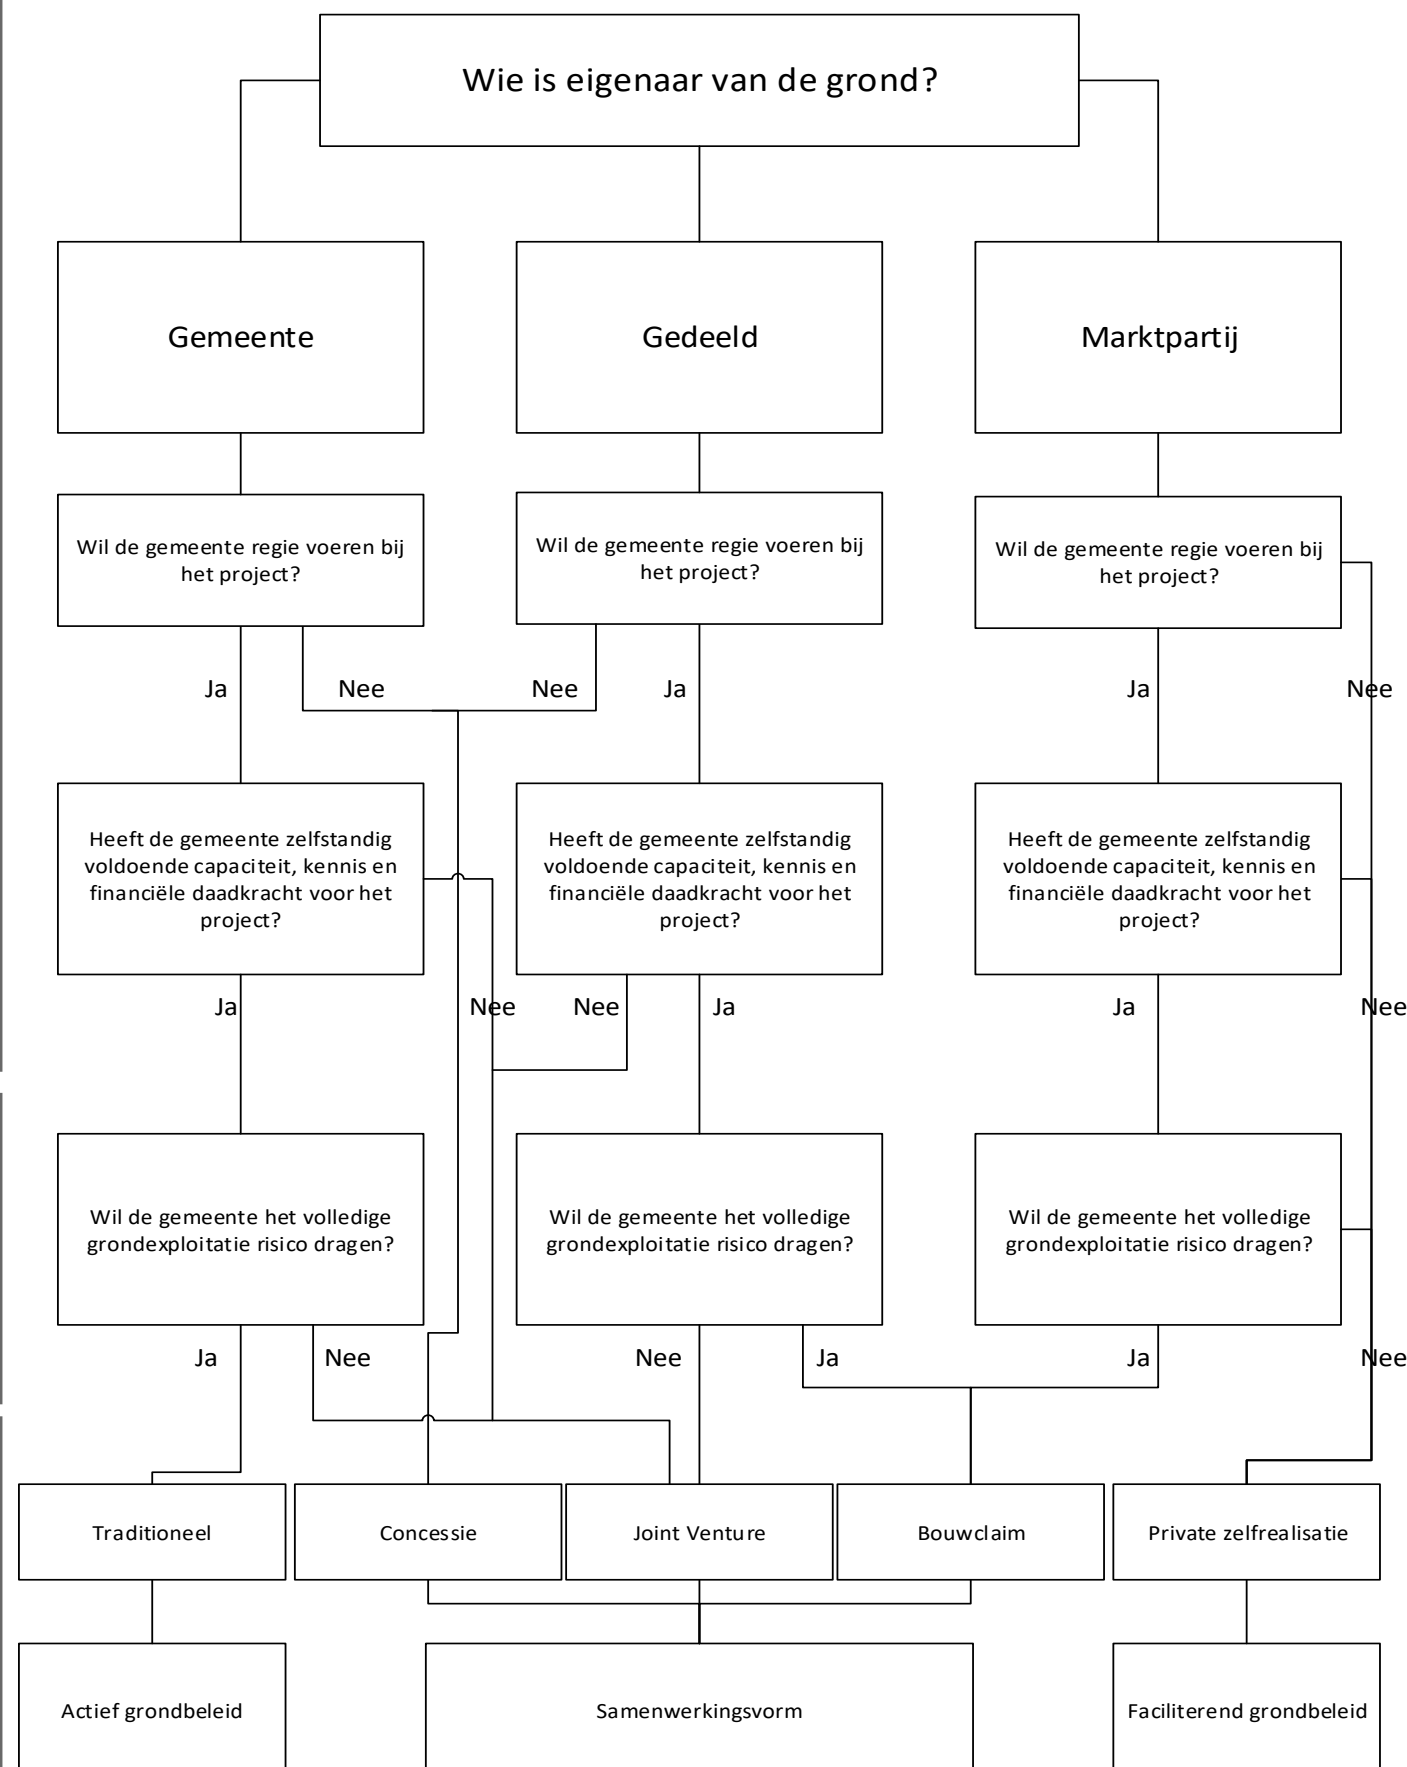 Wie is eigenaar van de grond?
Gemeente
Gedeeld
Marktpartij
Wil de gemeente regie voeren bij
het project?
Wil de gemeente regie voeren bij
het project?
Wil de gemeente regie voeren bij
het project?
Ja
Nee
Nee
Ja
Ja
Nee
Heeft de gemeente zelfstandig
voldoende capaciteit, kennis en
financiële daadkracht voor het
project?
Heeft de gemeente zelfstandig
voldoende capaciteit, kennis en
financiële daadkracht voor het
project?
Heeft de gemeente zelfstandig
voldoende capaciteit, kennis en
financiële daadkracht voor het
project?
Ja
Nee
Nee
Ja
Ja
Nee
Wil de gemeente het volledige
grondexploitatie risico dragen?
Wil de gemeente het volledige
grondexploitatie risico dragen?
Wil de gemeente het volledige
grondexploitatie risico dragen?
Ja
Nee
Nee
Ja
Ja
Nee
Traditioneel
Concessie
Joint Venture
Bouwclaim
Private zelfrealisatie
Actief grondbeleid
Samenwerkingsvorm
Faciliterend grondbeleid